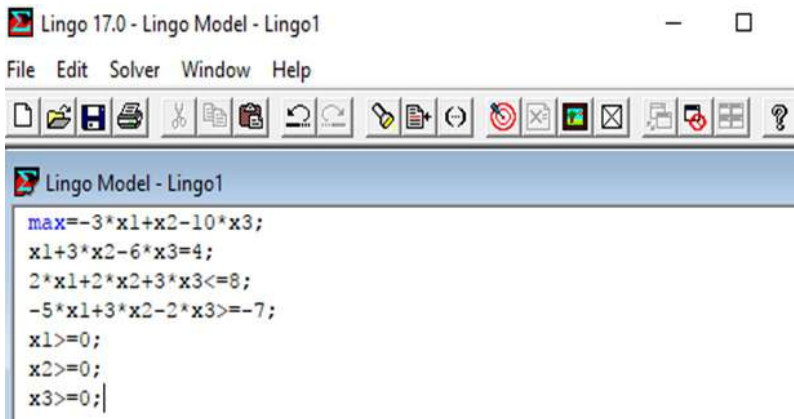 Lingo 17.0 - Lingo Model - Lingo1
File Edit Solver Window Help
Lingo Model - Lingo1
max=-3*x1+x2-10*x3;
x1+3*x2-6*x3=4;
2*x1+2*x2+3*x3<=8;
-5*x1+3*x2-2*x3>=-7;
x1>=0;
x2>=0;
x3>=0;